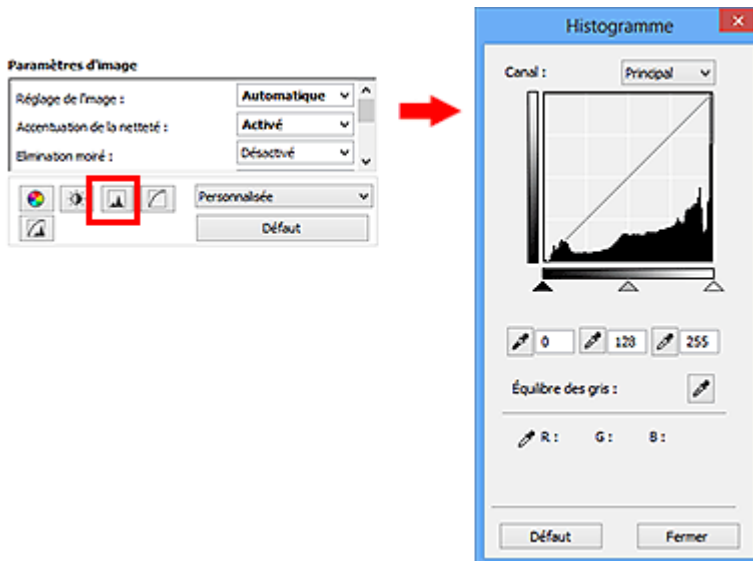 Paramètres d'image
Réglage de l'image : Automatique
Accentuation de la netteté : Activé
Elimination moiré : Désactivé
Personnalisée
Défaut
Histogramme
Canal : Principal
0 128 255
Équilibre des gris :
R : G : B :
Défaut Fermer